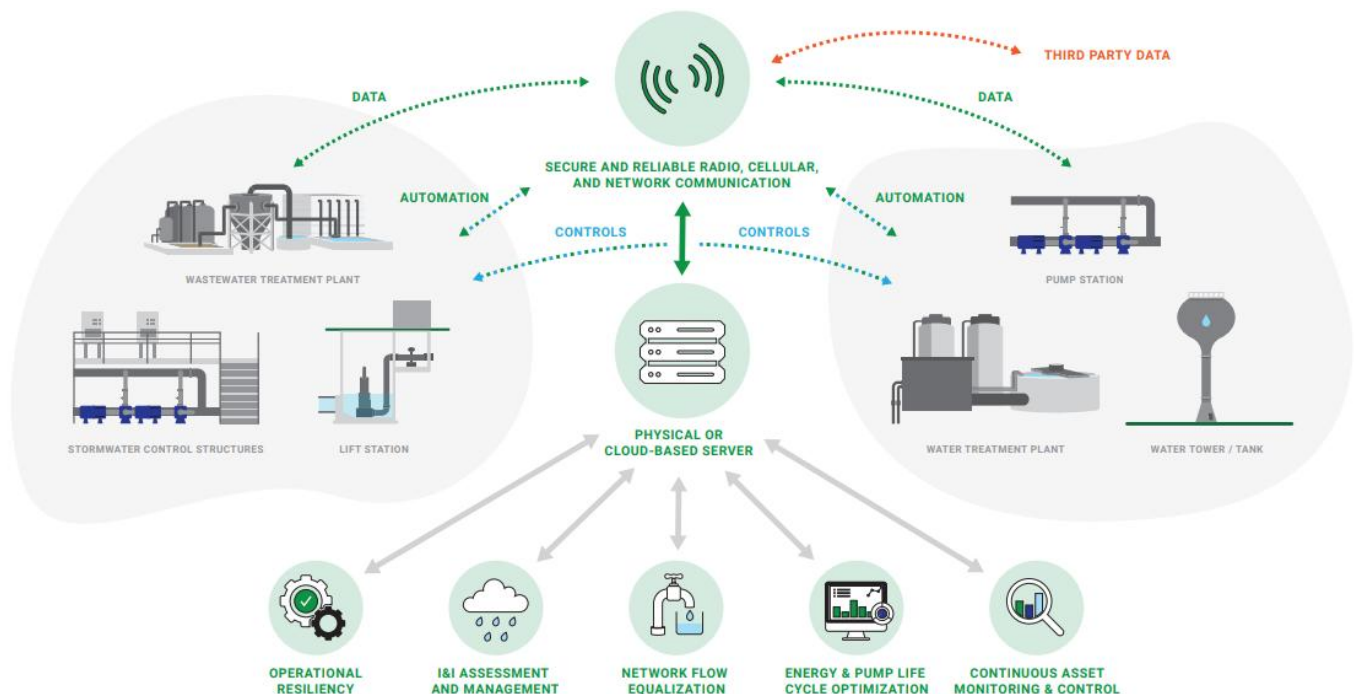 THIRD PARTY DATA
DATA
DATA
SECURE AND RELIABLE RADIO, CELLULAR,
AND NETWORK COMMUNICATION
AUTOMATION
AUTOMATION
CONTROLS
CONTROLS
WASTEWATER TREATMENT PLANT
PUMP STATION
STORMWATER CONTROL STRUCTURES
LIFT STATION
PHYSICAL OR
CLOUD-BASED SERVER
WATER TREATMENT PLANT
WATER TOWER / TANK
OPERATIONAL
RESILIENCY
I&I ASSESSMENT
AND MANAGEMENT
NETWORK FLOW
EQUALIZATION
ENERGY & PUMP LIFE
CYCLE OPTIMIZATION
CONTINUOUS ASSET
MONITORING & CONTROL